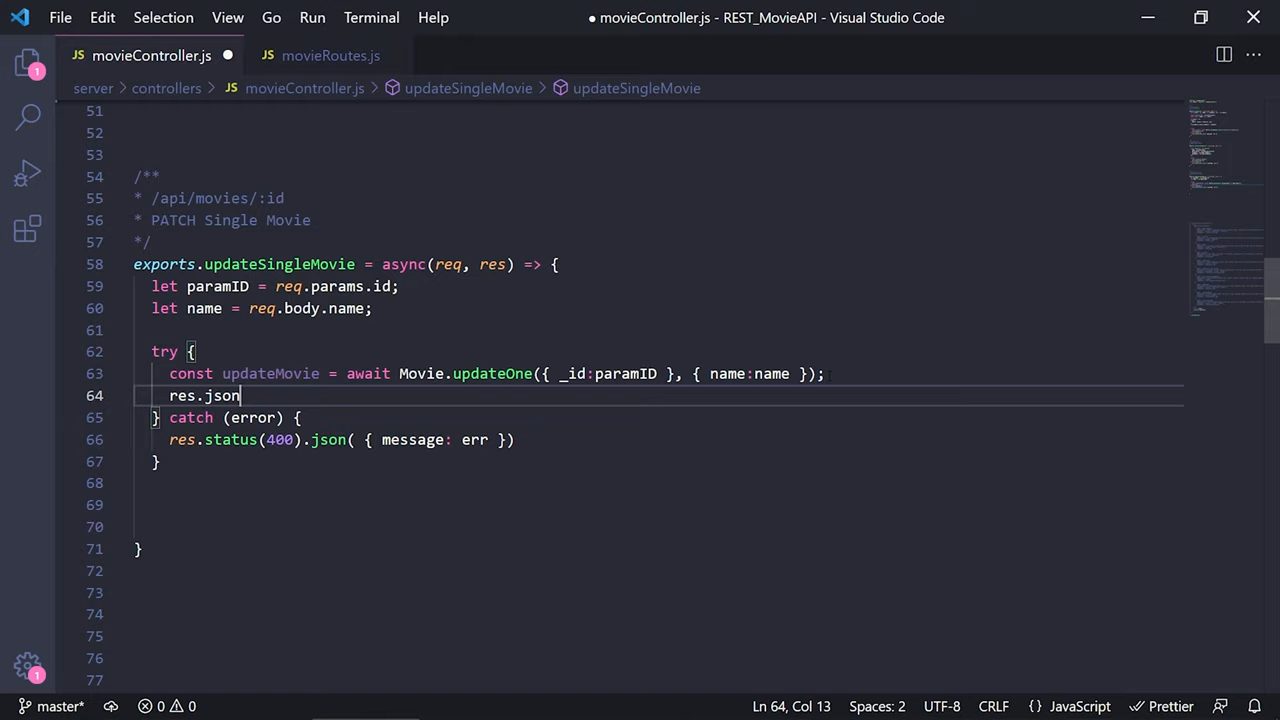 File Edit Selection View Go Run Terminal Help ● movieController.js - REST_MovieAPI - Visual Studio Code
JS movieController.js ● JS movieRoutes.js
server > controllers > JS movieController.js > updateSingleMovie > updateSingleMovie
51
52
53
54 /**
55 * /api/movies/:id
56 * PATCH Single Movie
57 */
58 exports.updateSingleMovie = async(req, res) => {
59 let paramID = req.params.id;
60 let name = req.body.name;
61
62 try {
63 const updateMovie = await Movie.updateOne({ _id:paramID }, { name:name });
64 res.json
65 } catch (error) {
66 res.status(400).json( { message: err })
67 }
68
69
70
71 }
72
73
74
75
76
77
1
1
master* 0 0 Ln 64, Col 13 Spaces: 2 UTF-8 CRLF {} JavaScript Prettier